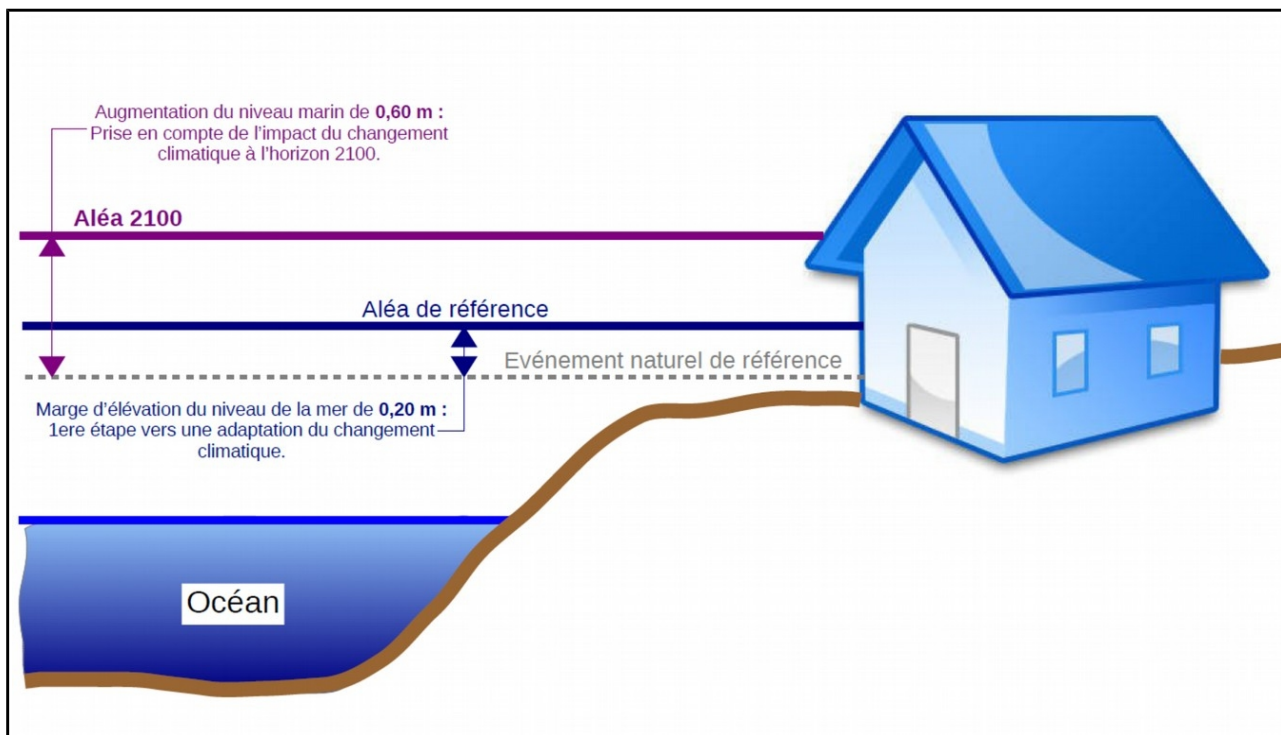 Augmentation du niveau marin de 0,60 m :
Prise en compte de l'impact du changement
climatique à l'horizon 2100.
Aléa 2100
Aléa de référence
Evénement naturel de référence
Marge d'élévation du niveau de la mer de 0,20 m :
1ere étape vers une adaptation du changement
climatique.
Océan